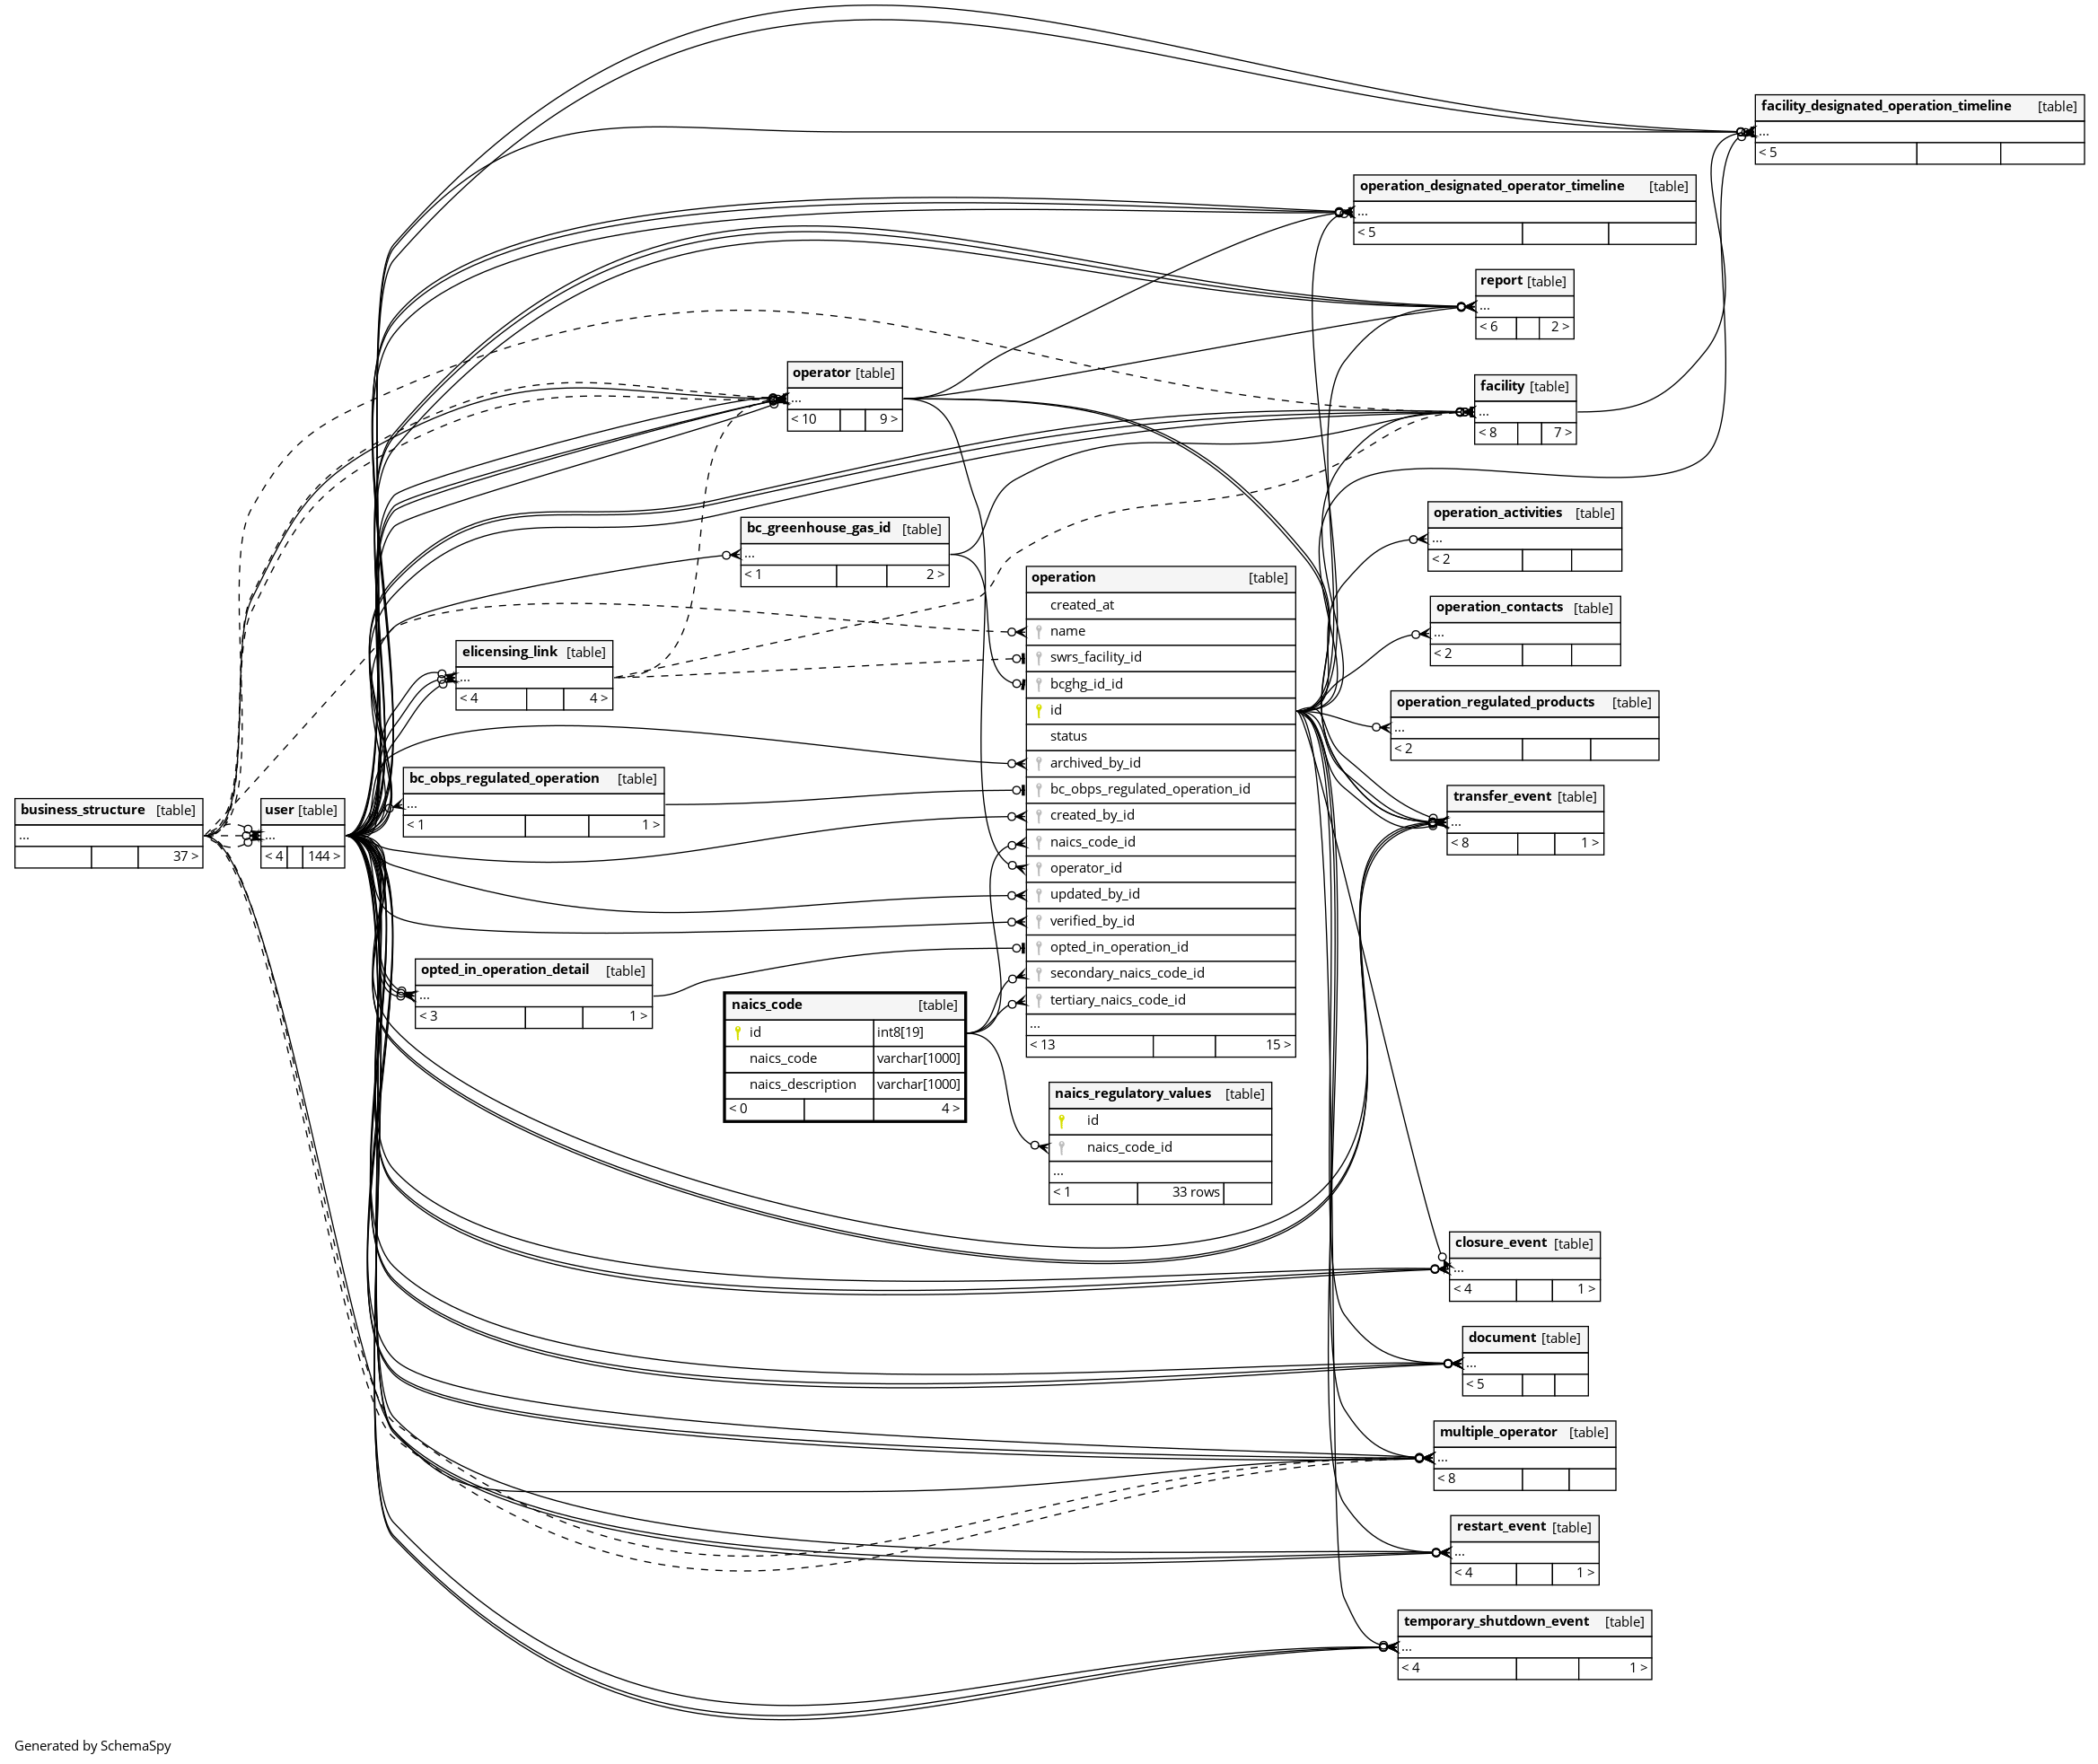 facility_designated_operation_timeline [table]
...
< 5
operation_designated_operator_timeline [table]
...
< 5
report [table]
...
< 6 2 >
operator [table]
...
< 10 9 >
facility [table]
...
< 8 7 >
bc_greenhouse_gas_id [table]
...
< 1 2 >
operation_activities [table]
...
< 2
operation_contacts [table]
...
< 2
operation_regulated_products [table]
...
< 2
operation [table]
created_at
name
swrs_facility_id
bcghg_id_id
id
status
archived_by_id
bc_obps_regulated_operation_id
created_by_id
naics_code_id
operator_id
updated_by_id
verified_by_id
opted_in_operation_id
secondary_naics_code_id
tertiary_naics_code_id
...
< 13 15 >
elicensing_link [table]
...
< 4 4 >
bc_obps_regulated_operation [table]
...
< 1 1 >
business_structure [table]
...
37 >
user [table]
...
< 4 144 >
transfer_event [table]
...
< 8 1 >
opted_in_operation_detail [table]
...
< 3 1 >
naics_code [table]
id int8[19]
naics_code varchar[1000]
naics_description varchar[1000]
< 0 4 >
naics_regulatory_values [table]
id
naics_code_id
...
< 1 33 rows
closure_event [table]
...
< 4 1 >
document [table]
...
< 5
multiple_operator [table]
...
< 8
restart_event [table]
...
< 4 1 >
temporary_shutdown_event [table]
...
< 4 1 >
Generated by SchemaSpy